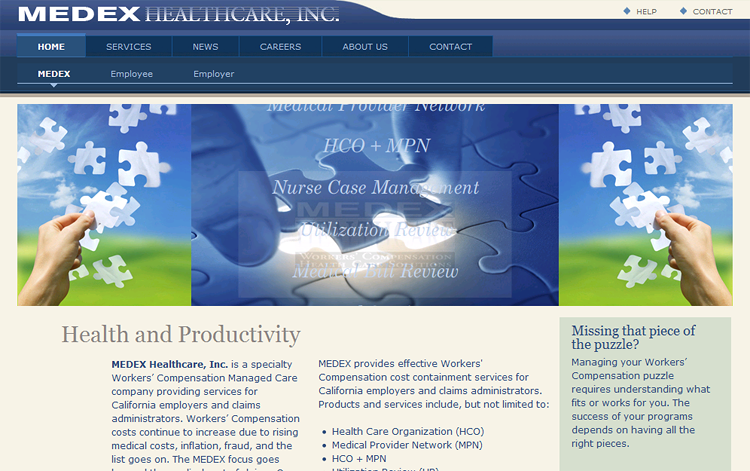 MEDEX HEALTHCARE, INC.
HELP
CONTACT
HOME
SERVICES
NEWS
CAREERS
ABOUT US
CONTACT
MEDEX
Employee
Employer
Medical Provider Network
HCO + MPN
Nurse Case Management
MEDEX
Utilization Review
Workers' Compensation
Medical Bill Review
Health and Productivity
MEDEX Healthcare, Inc. is a specialty
Workers' Compensation Managed Care
company providing services for
California employers and claims
administrators. Workers' Compensation
costs continue to increase due to rising
medical costs, inflation, fraud, and the
list goes on. The MEDEX focus goes
MEDEX provides effective Workers'
Compensation cost containment services for
California employers and claims administrators.
Products and services include, but not limited to:
• Health Care Organization (HCO)
• Medical Provider Network (MPN)
• HCO + MPN
• Utilization Review (UR)
Missing that piece of
the puzzle?
Managing your Workers'
Compensation puzzle
requires understanding what
fits or works for you. The
success of your programs
depends on having all the
right pieces.